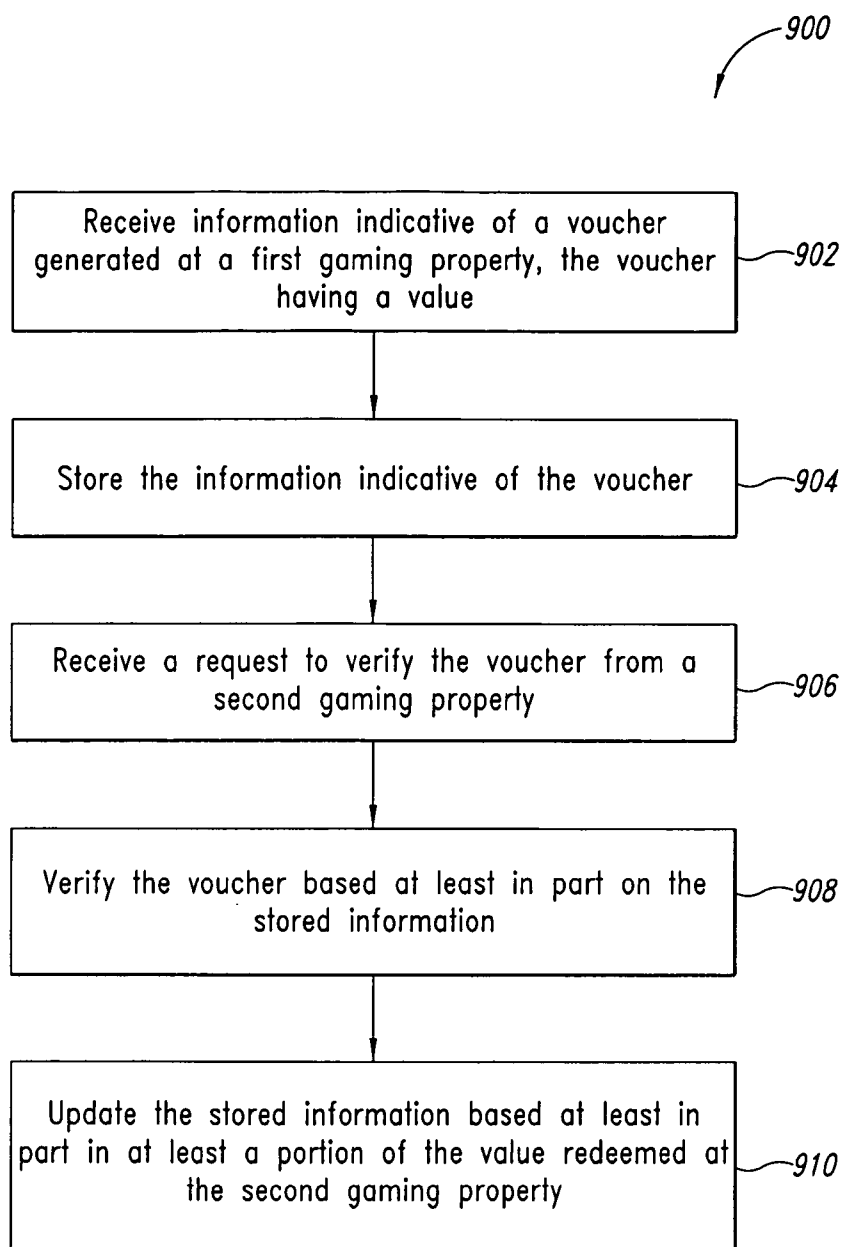 900
Receive information indicative of a voucher
generated at a first gaming property, the voucher
having a value
902
Store the information indicative of the voucher
904
Receive a request to verify the voucher from a
second gaming property
906
Verify the voucher based at least in part on the
stored information
908
Update the stored information based at least in
part in at least a portion of the value redeemed at
the second gaming property
910